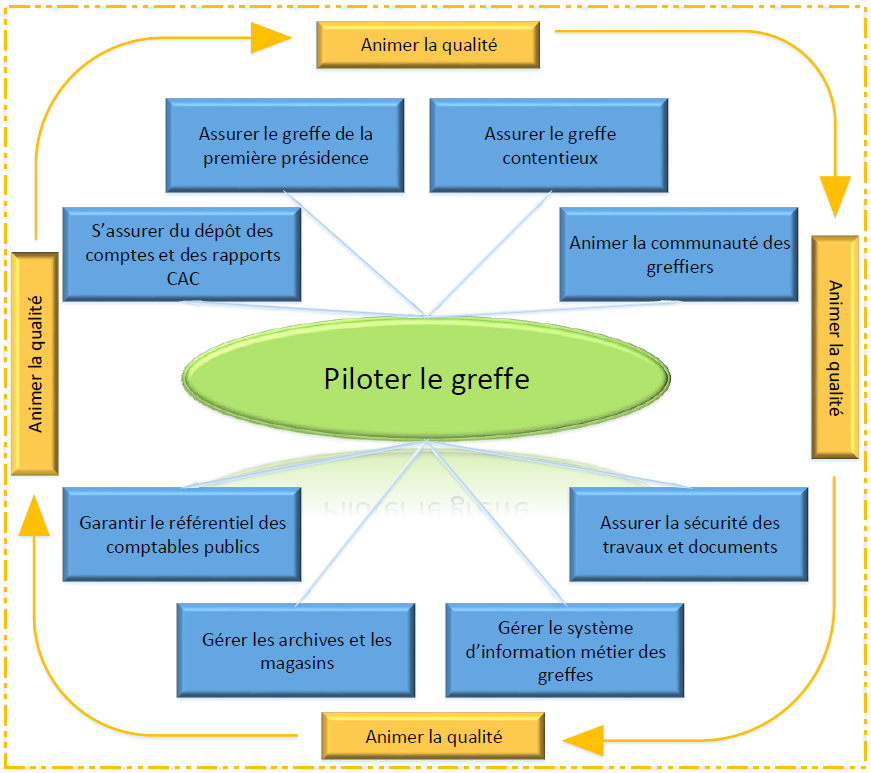 Animer la qualité
Assurer le greffe de la
première présidence
Assurer le greffe
contentieux
S'assurer du dépôt des
comptes et des rapports
CAC
Animer la communauté des
greffiers
Animer la qualité
Animer la qualité
Piloter le greffe
Piloter le greffe
Garantir le référentiel des
comptables publics
Assurer la sécurité des
travaux et documents
Gérer les archives et les
magasins
Gérer le système
d'information métier des
greffes
Animer la qualité